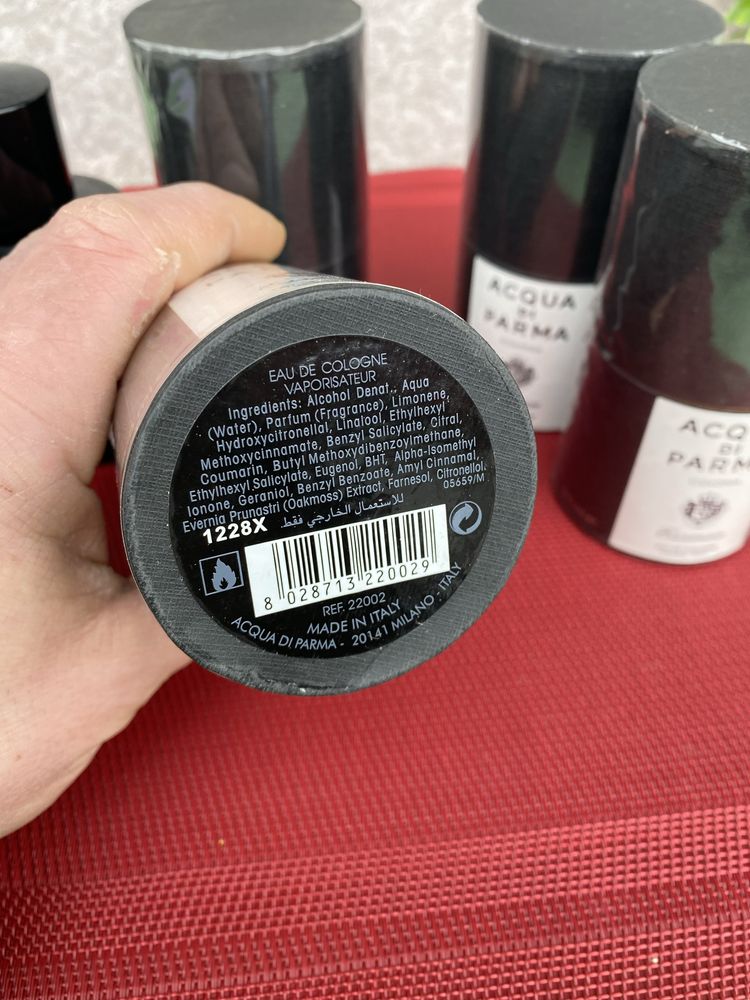 EAU DE COLOGNE
VAPORISATEUR
Ingredients: Alcohol Denat., Aqua
(Water), Parfum (Fragrance), Limonene,
Hydroxycitronellal, Linalool, Ethylhexyl
Methoxycinnamate, Benzyl Salicylate, Citral,
Coumarin, Butyl Methoxydibenzoylmethane,
Ethylhexyl Salicylate, Eugenol, BHT, Alpha-Isomethyl
Ionone, Geraniol, Benzyl Benzoate, Amyl Cinnamal,
Evernia Prunastri (Oakmoss) Extract, Farnesol, Citronellol.
05659/M
للاستعمال الخارجي فقط
1228X
8 028713 220029
REF. 22002
MADE IN ITALY
ACQUA DI PARMA - 20141 MILANO - ITALY
ACQUA
DI
PARMA
ACQ
DI
PARM